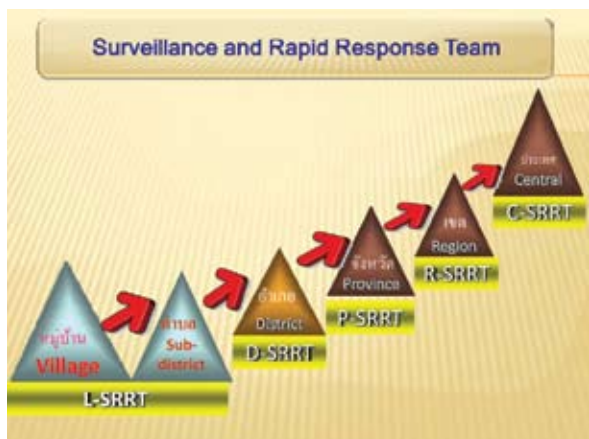 Surveillance and Rapid Response Team
หมู่บ้าน
Village
ตำบล
Sub-
district
L-SRRT
อำเภอ
District
D-SRRT
จังหวัด
Province
P-SRRT
เขต
Region
R-SRRT
ประเทศ
Central
C-SRRT